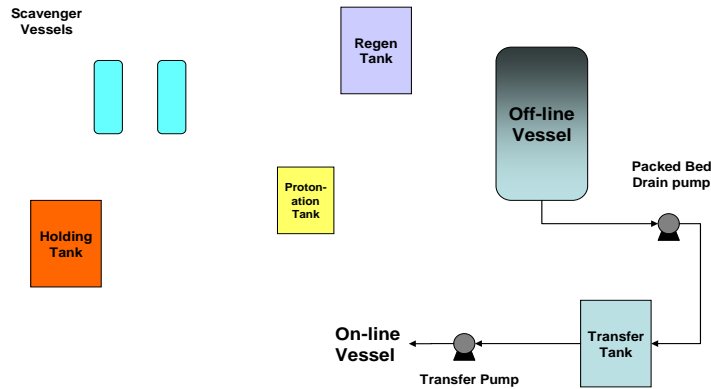 Scavenger
Vessels
Regen
Tank
Off-line
Vessel
Packed Bed
Drain pump
Proton-
ation
Tank
Holding
Tank
On-line
Vessel
Transfer Pump
Transfer
Tank